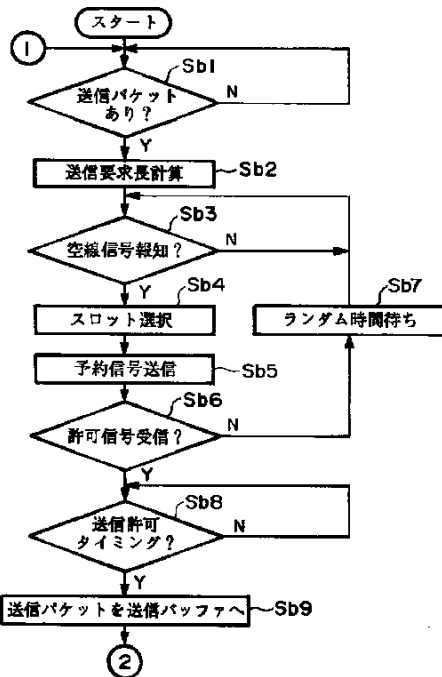 スタート
1
Sb1
送信パケット
あり？
N
Y
送信要求長計算
Sb2
Sb3
空線信号報知？
N
Y
Sb4
スロット選択
Sb7
ランダム時間待ち
予約信号送信
Sb5
Sb6
許可信号受信？
N
Y
Sb8
送信許可
タイミング？
N
Y
送信パケットを送信バッファへ
Sb9
2